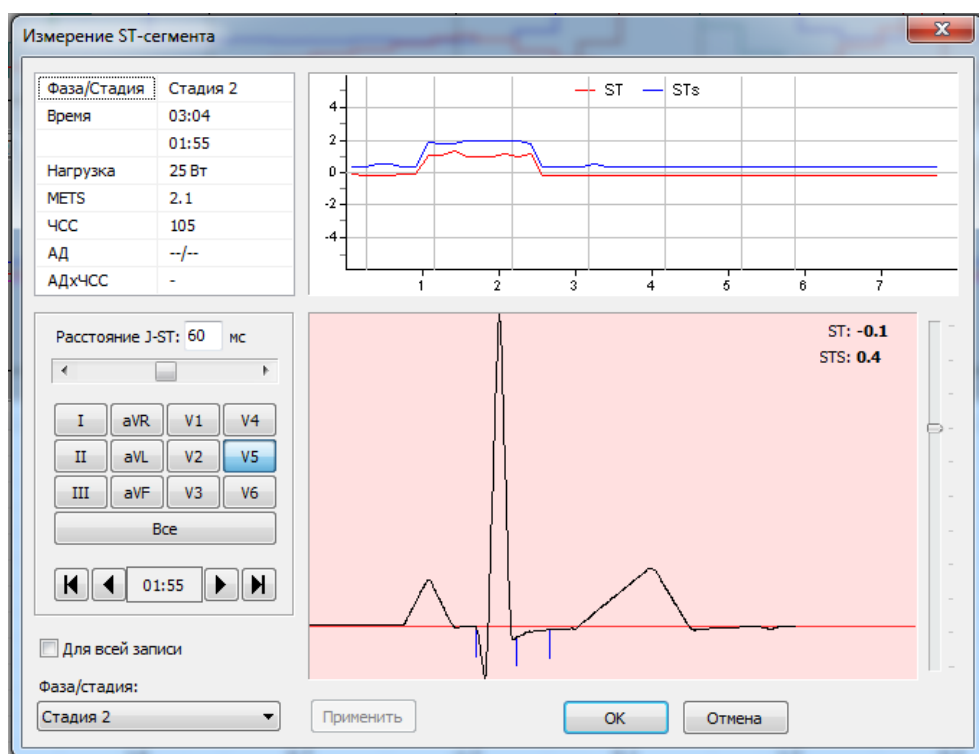 Измерение ST-сегмента
Фаза/Стадия Стадия 2
Время 03:04
01:55
Нагрузка 25 Вт
METS 2.1
ЧСС 105
АД --/--
АДхЧСС -
ST STs
4
2
0
-2
-4
1 2 3 4 5 6 7
Расстояние J-ST: 60 мс
I aVR V1 V4
II aVL V2 V5
III aVF V3 V6
Все
01:55
ST: -0.1
STS: 0.4
Для всей записи
Фаза/стадия:
Стадия 2
Применить OK Отмена